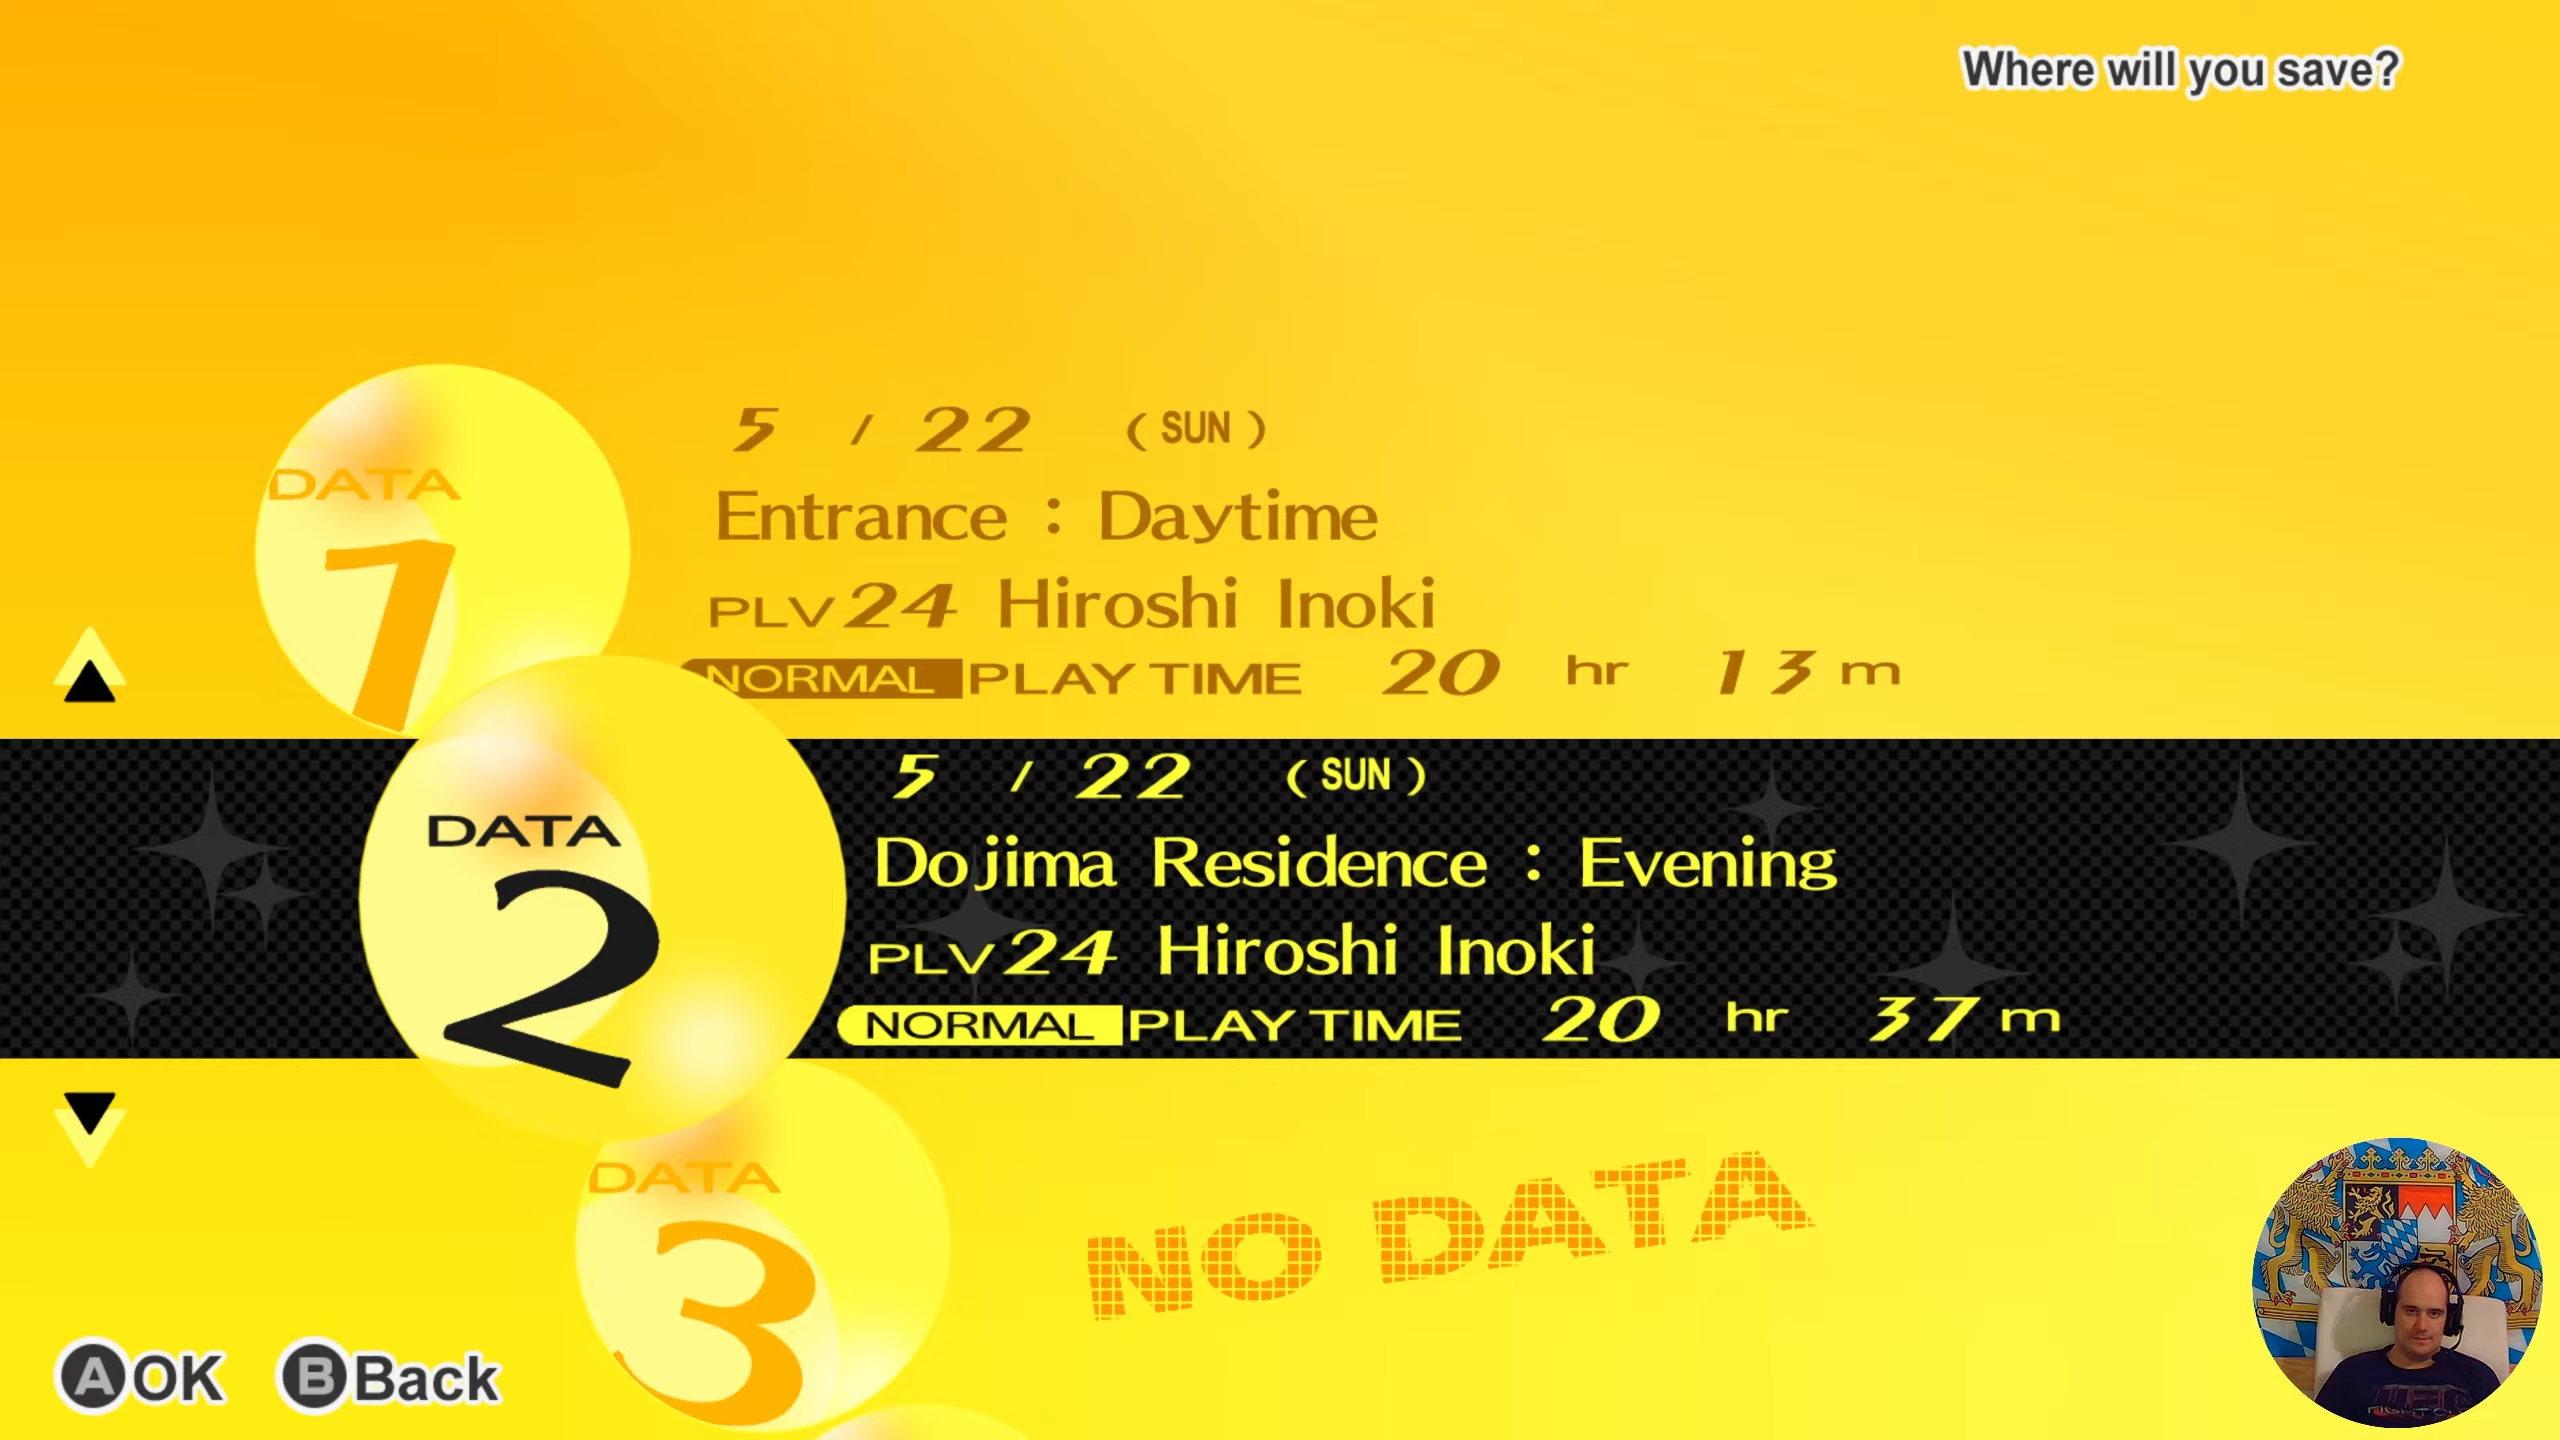 Where will you save?
DATA
1
5 / 22 ( SUN )
Entrance : Daytime
PLV 24 Hiroshi Inoki
NORMAL PLAY TIME 20 hr 13 m
DATA
2
5 / 22 ( SUN )
Dojima Residence : Evening
PLV 24 Hiroshi Inoki
NORMAL PLAY TIME 20 hr 37 m
DATA
3
NO DATA
A OK B Back